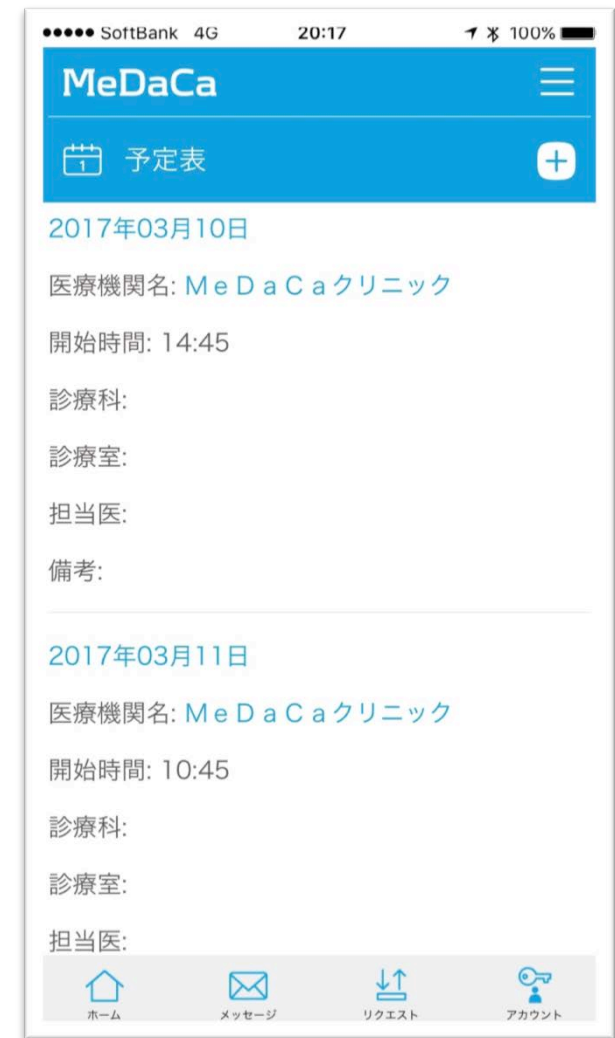 SoftBank 4G 20:17 100%
MeDaCa
1 予定表
2017年03月10日
医療機関名: ＭｅＤａＣａクリニック
開始時間: 14:45
診療科:
診療室:
担当医:
備考:
2017年03月11日
医療機関名: ＭｅＤａＣａクリニック
開始時間: 10:45
診療科:
診療室:
担当医:
ホーム メッセージ リクエスト アカウント